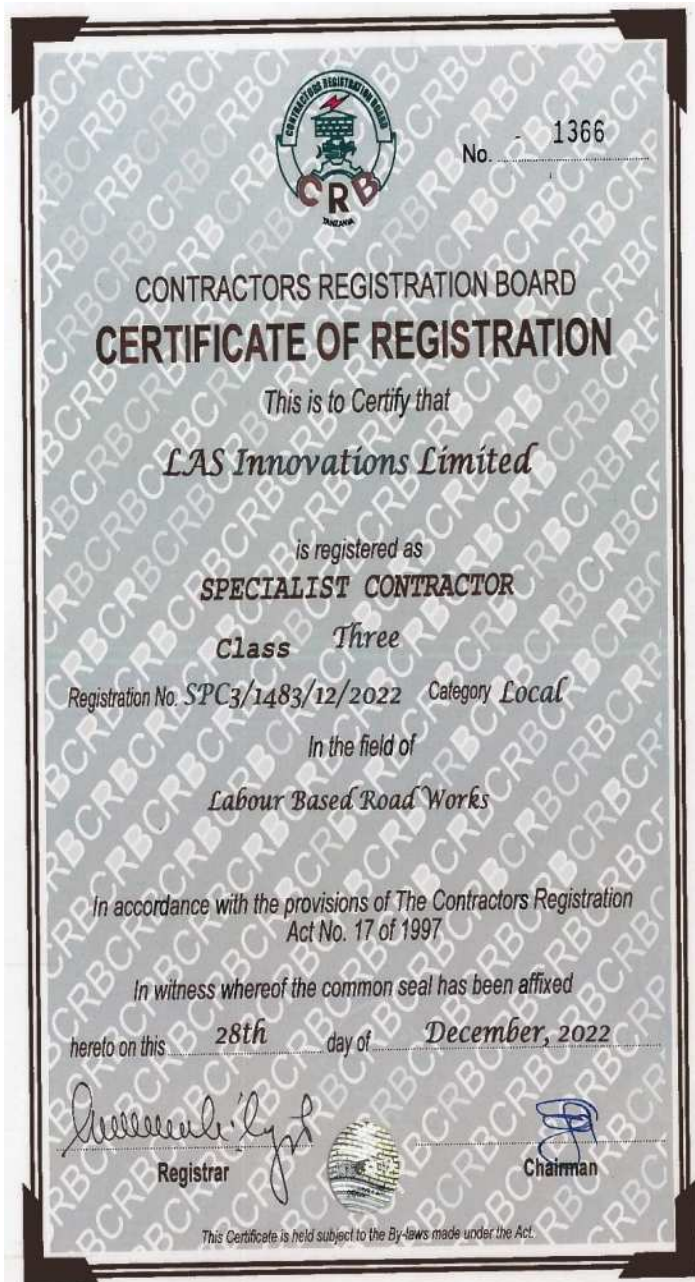 CONTRACTORS REGISTRATION BOARD
CRB
TANZANIA
No. - 1366
CONTRACTORS REGISTRATION BOARD
CERTIFICATE OF REGISTRATION
This is to Certify that
LAS Innovations Limited
is registered as
SPECIALIST CONTRACTOR
Class Three
Registration No. SPC3/1483/12/2022 Category Local
In the field of
Labour Based Road Works
In accordance with the provisions of The Contractors Registration
Act No. 17 of 1997
In witness whereof the common seal has been affixed
hereto on this 28th day of December, 2022
Registrar Chairman
This Certificate is held subject to the By-laws made under the Act.